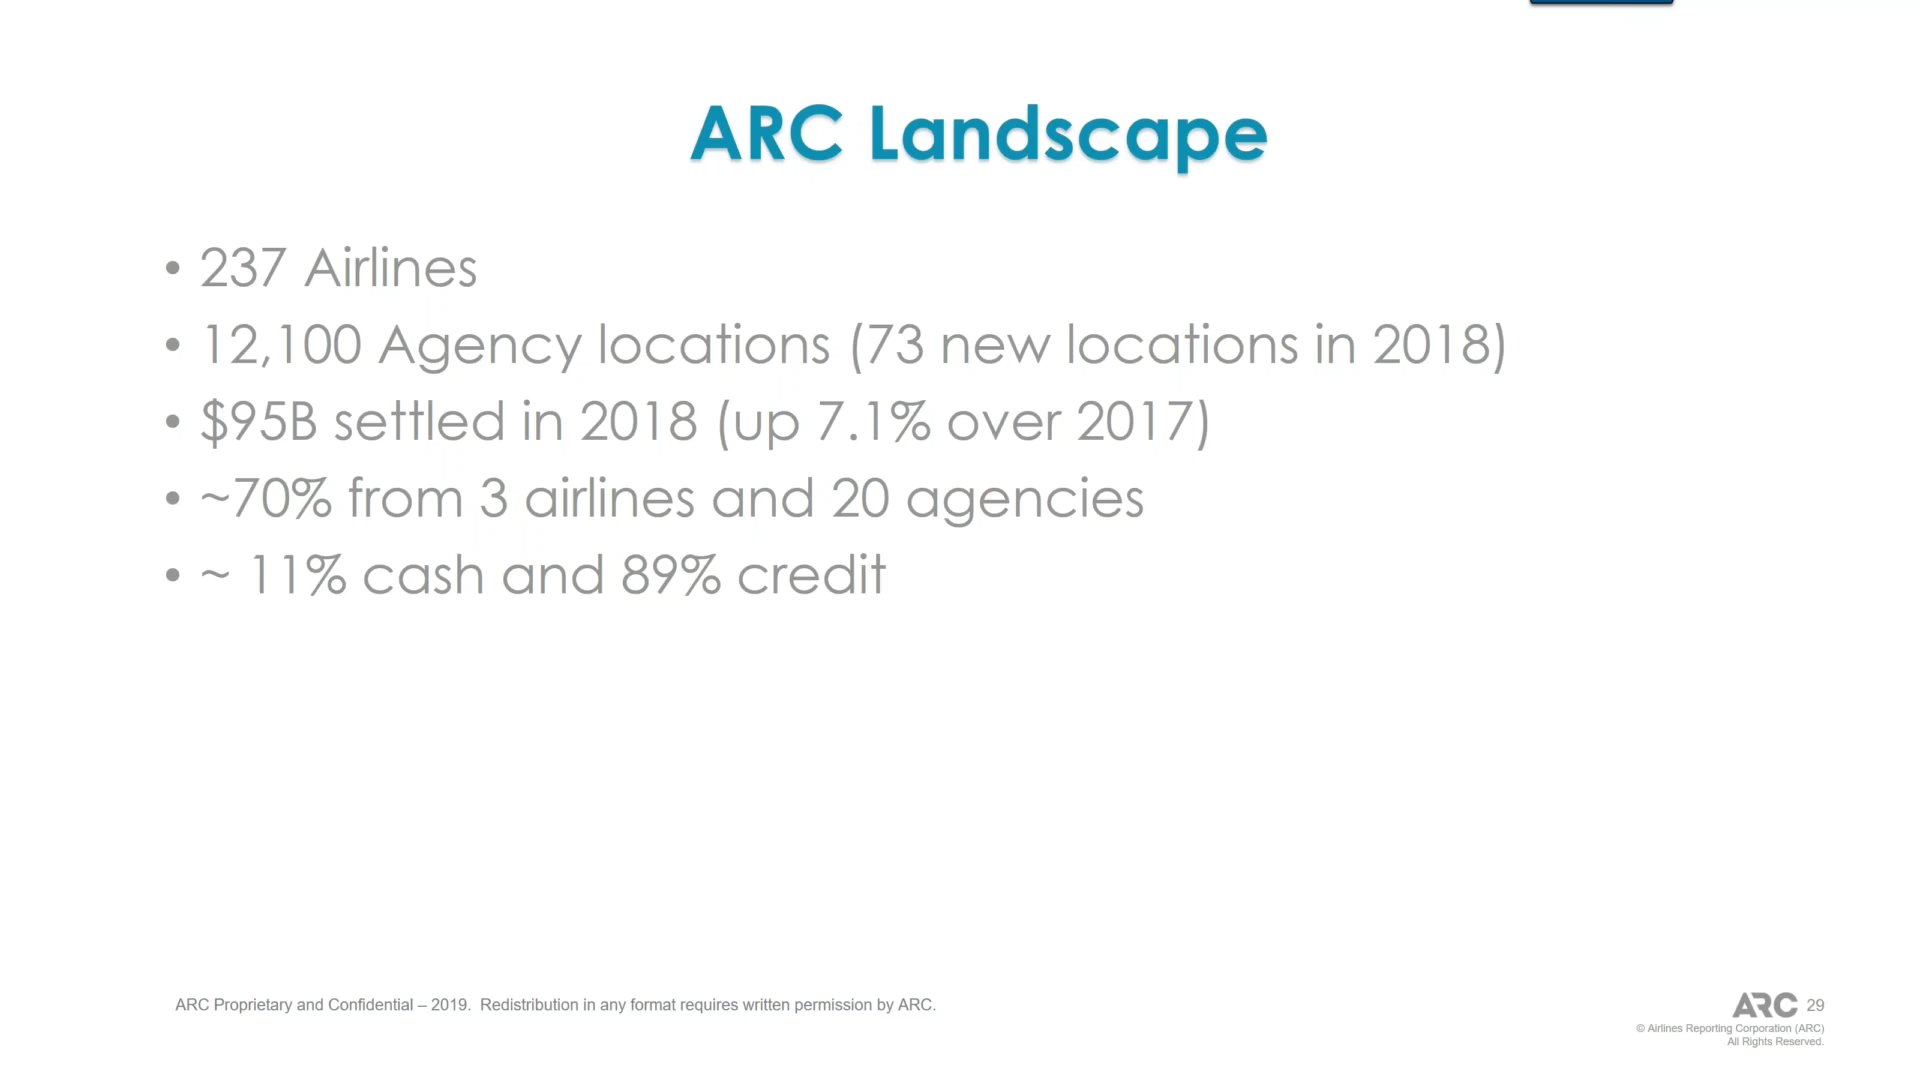 ARC Landscape
• 237 Airlines
• 12,100 Agency locations (73 new locations in 2018)
• $95B settled in 2018 (up 7.1% over 2017)
• ~70% from 3 airlines and 20 agencies
• ~ 11% cash and 89% credit
ARC Proprietary and Confidential – 2019.  Redistribution in any format requires written permission by ARC.
ARC 29
© Airlines Reporting Corporation (ARC)
All Rights Reserved.